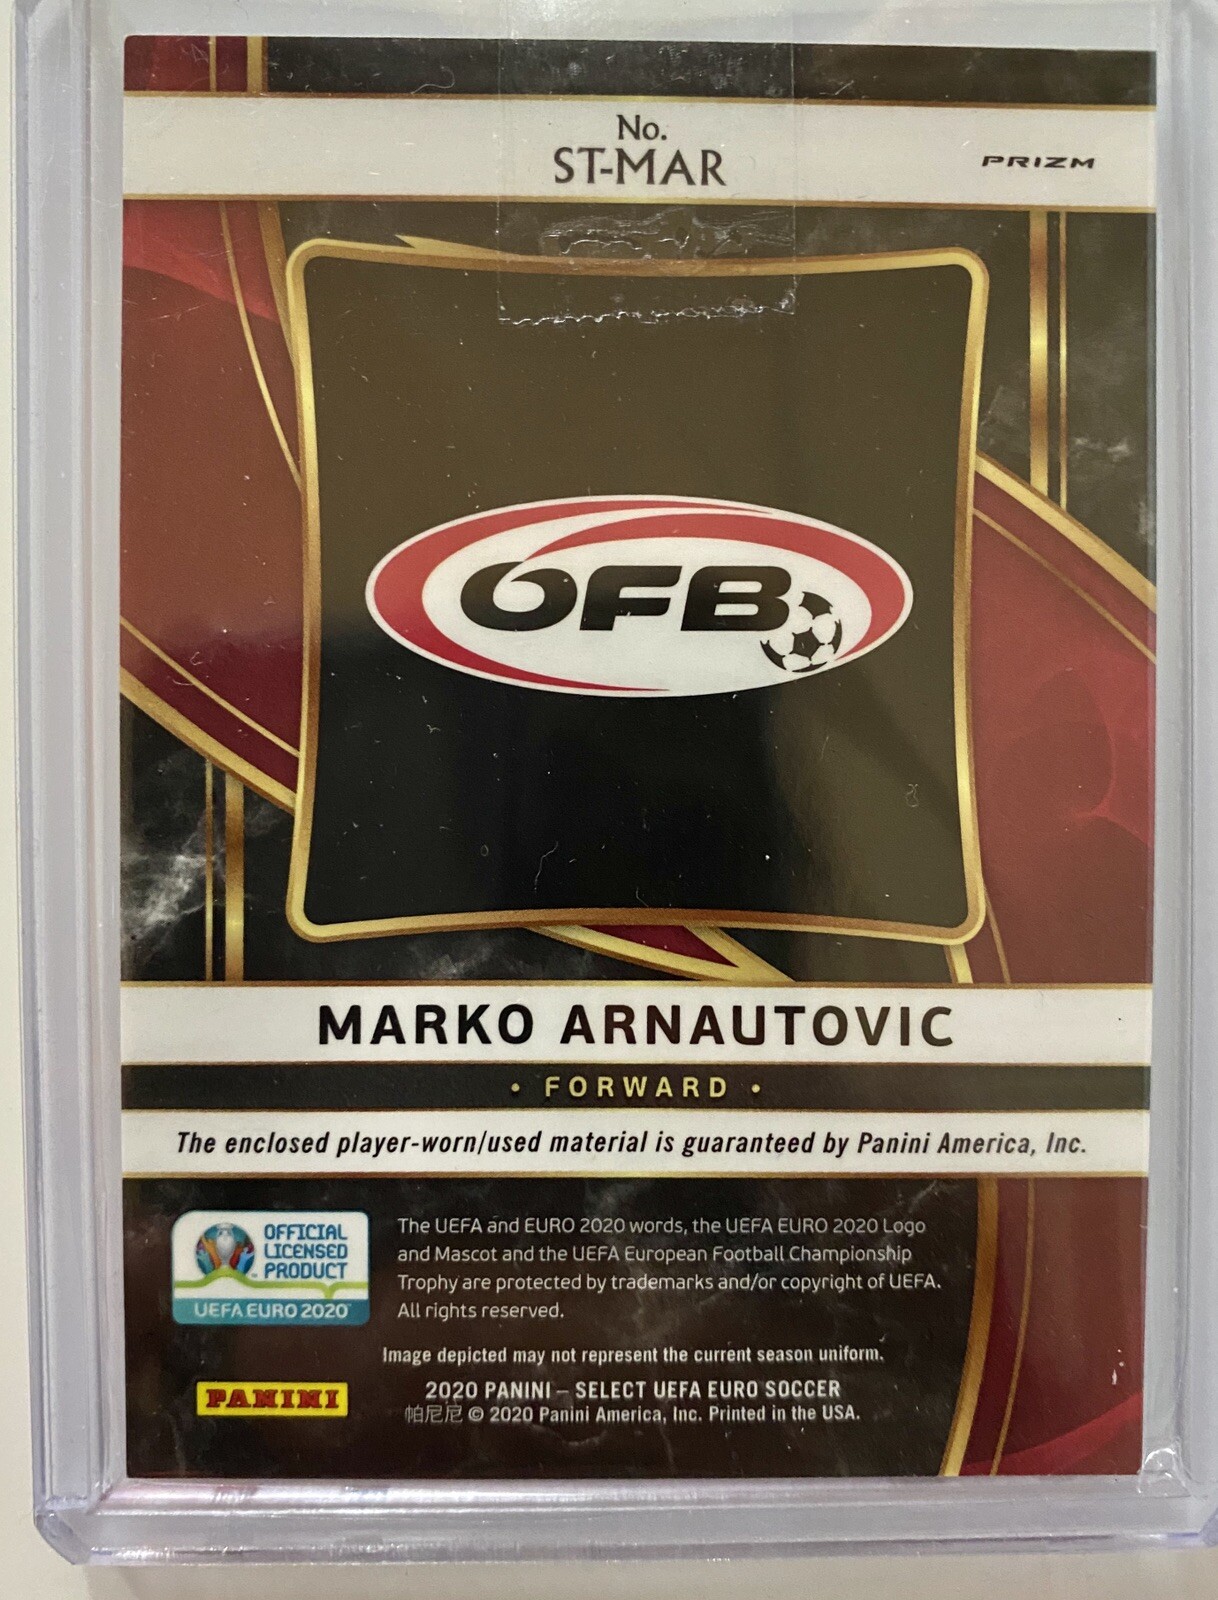 No.
ST-MAR
PRIZM
ÖFB
MARKO ARNAUTOVIC
• FORWARD •
The enclosed player-worn/used material is guaranteed by Panini America, Inc.
OFFICIAL
LICENSED
PRODUCT
UEFA EURO 2020
The UEFA and EURO 2020 words, the UEFA EURO 2020 Logo
and Mascot and the UEFA European Football Championship
Trophy are protected by trademarks and/or copyright of UEFA.
All rights reserved.
Image depicted may not represent the current season uniform.
PANINI
2020 PANINI – SELECT UEFA EURO SOCCER
帕尼尼 © 2020 Panini America, Inc. Printed in the USA.